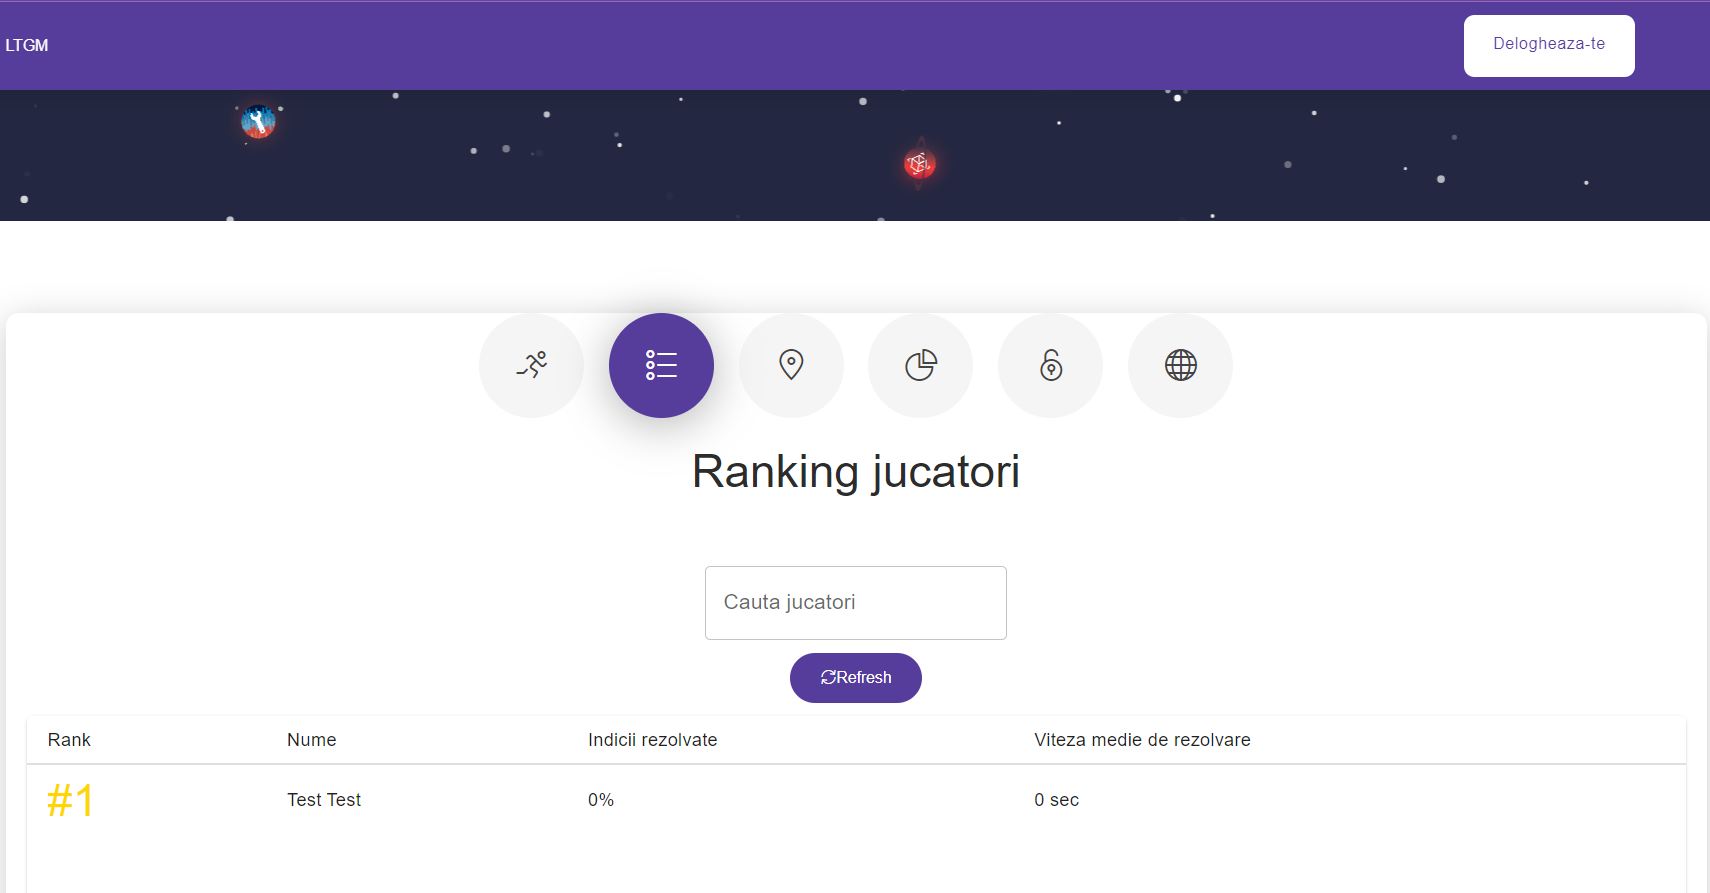 LTGM
Delogheaza-te
Ranking jucatori
Cauta jucatori
Refresh
Rank Nume Indicii rezolvate Viteza medie de rezolvare
#1 Test Test 0% 0 sec